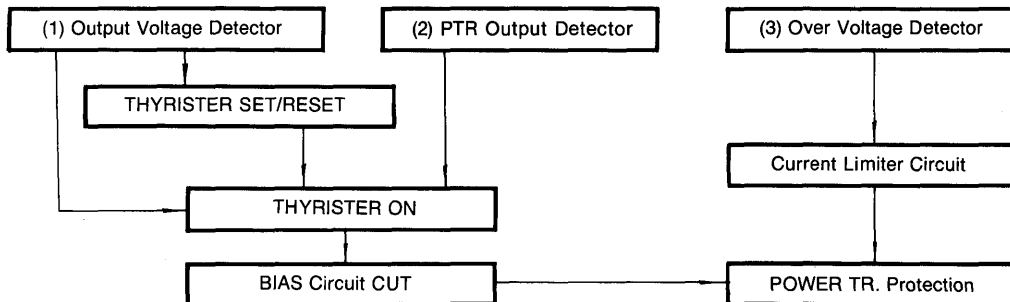 (1) Output Voltage Detector
(2) PTR Output Detector
(3) Over Voltage Detector
THYRISTER SET/RESET
Current Limiter Circuit
THYRISTER ON
BIAS Circuit CUT
POWER TR. Protection